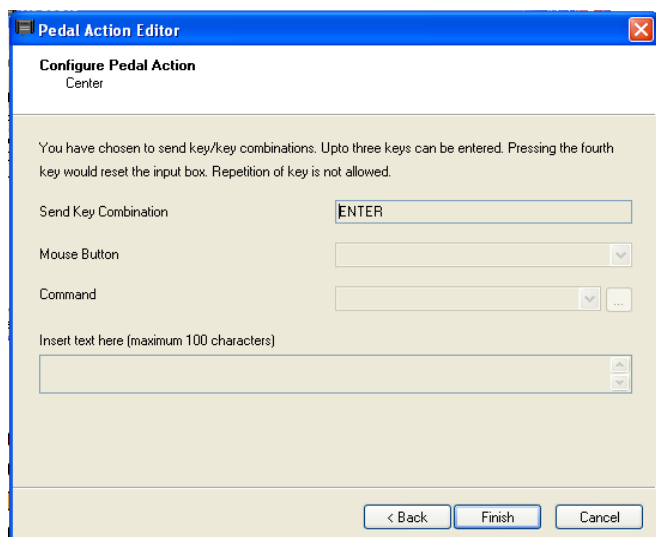 Pedal Action Editor
Configure Pedal Action
Center
You have chosen to send key/key combinations. Upto three keys can be entered. Pressing the fourth
key would reset the input box. Repetition of key is not allowed.
Send Key Combination
ENTER
Mouse Button
Command
...
Insert text here (maximum 100 characters)
< Back
Finish
Cancel